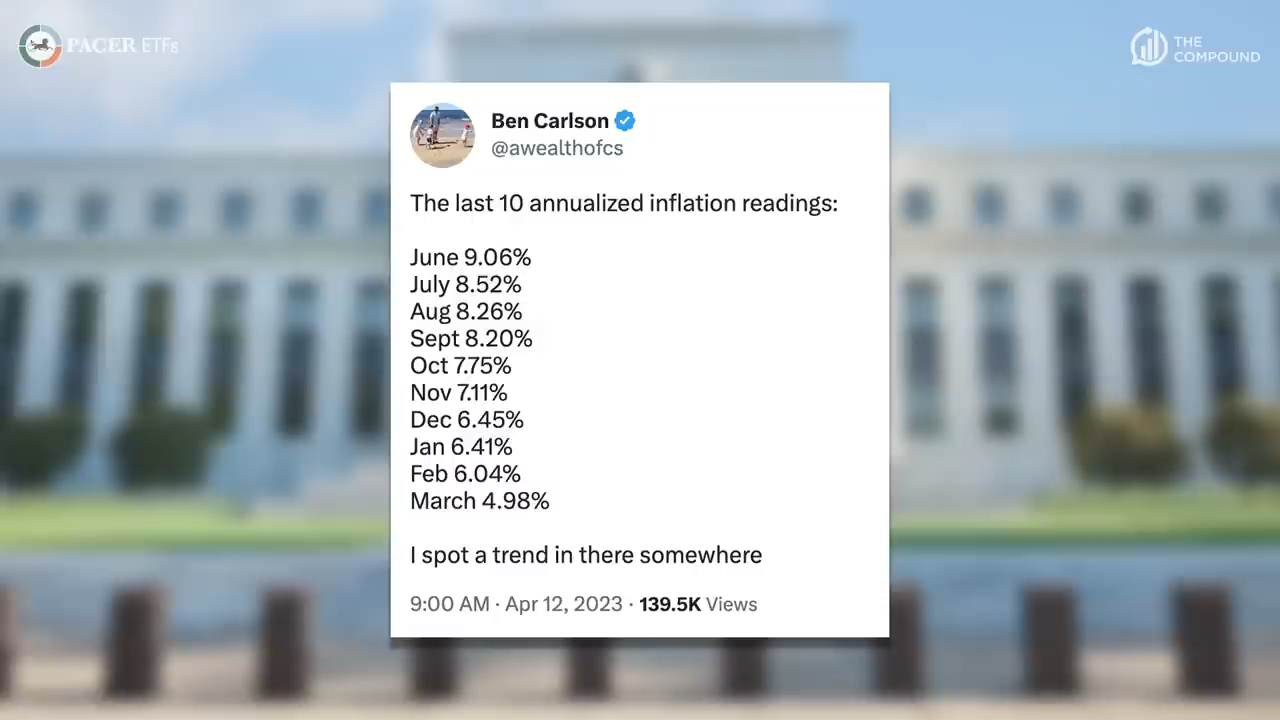 PACER ETFs
THE
COMPOUND
Ben Carlson
@awealthofcs
The last 10 annualized inflation readings:
June 9.06%
July 8.52%
Aug 8.26%
Sept 8.20%
Oct 7.75%
Nov 7.11%
Dec 6.45%
Jan 6.41%
Feb 6.04%
March 4.98%
I spot a trend in there somewhere
9:00 AM · Apr 12, 2023 · 139.5K Views